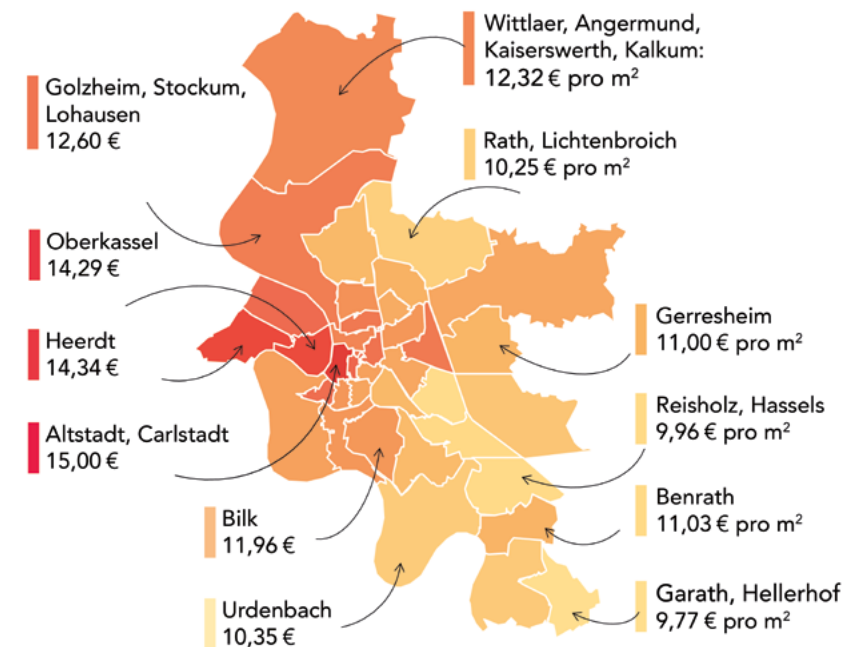 Wittlaer, Angermund,
Kaiserswerth, Kalkum:
12,32 € pro m²
Golzheim, Stockum,
Lohausen
12,60 €
Rath, Lichtenbroich
10,25 € pro m²
Oberkassel
14,29 €
Gerresheim
11,00 € pro m²
Heerdt
14,34 €
Reisholz, Hassels
9,96 € pro m²
Altstadt, Carlstadt
15,00 €
Benrath
11,03 € pro m²
Bilk
11,96 €
Garath, Hellerhof
9,77 € pro m²
Urdenbach
10,35 €